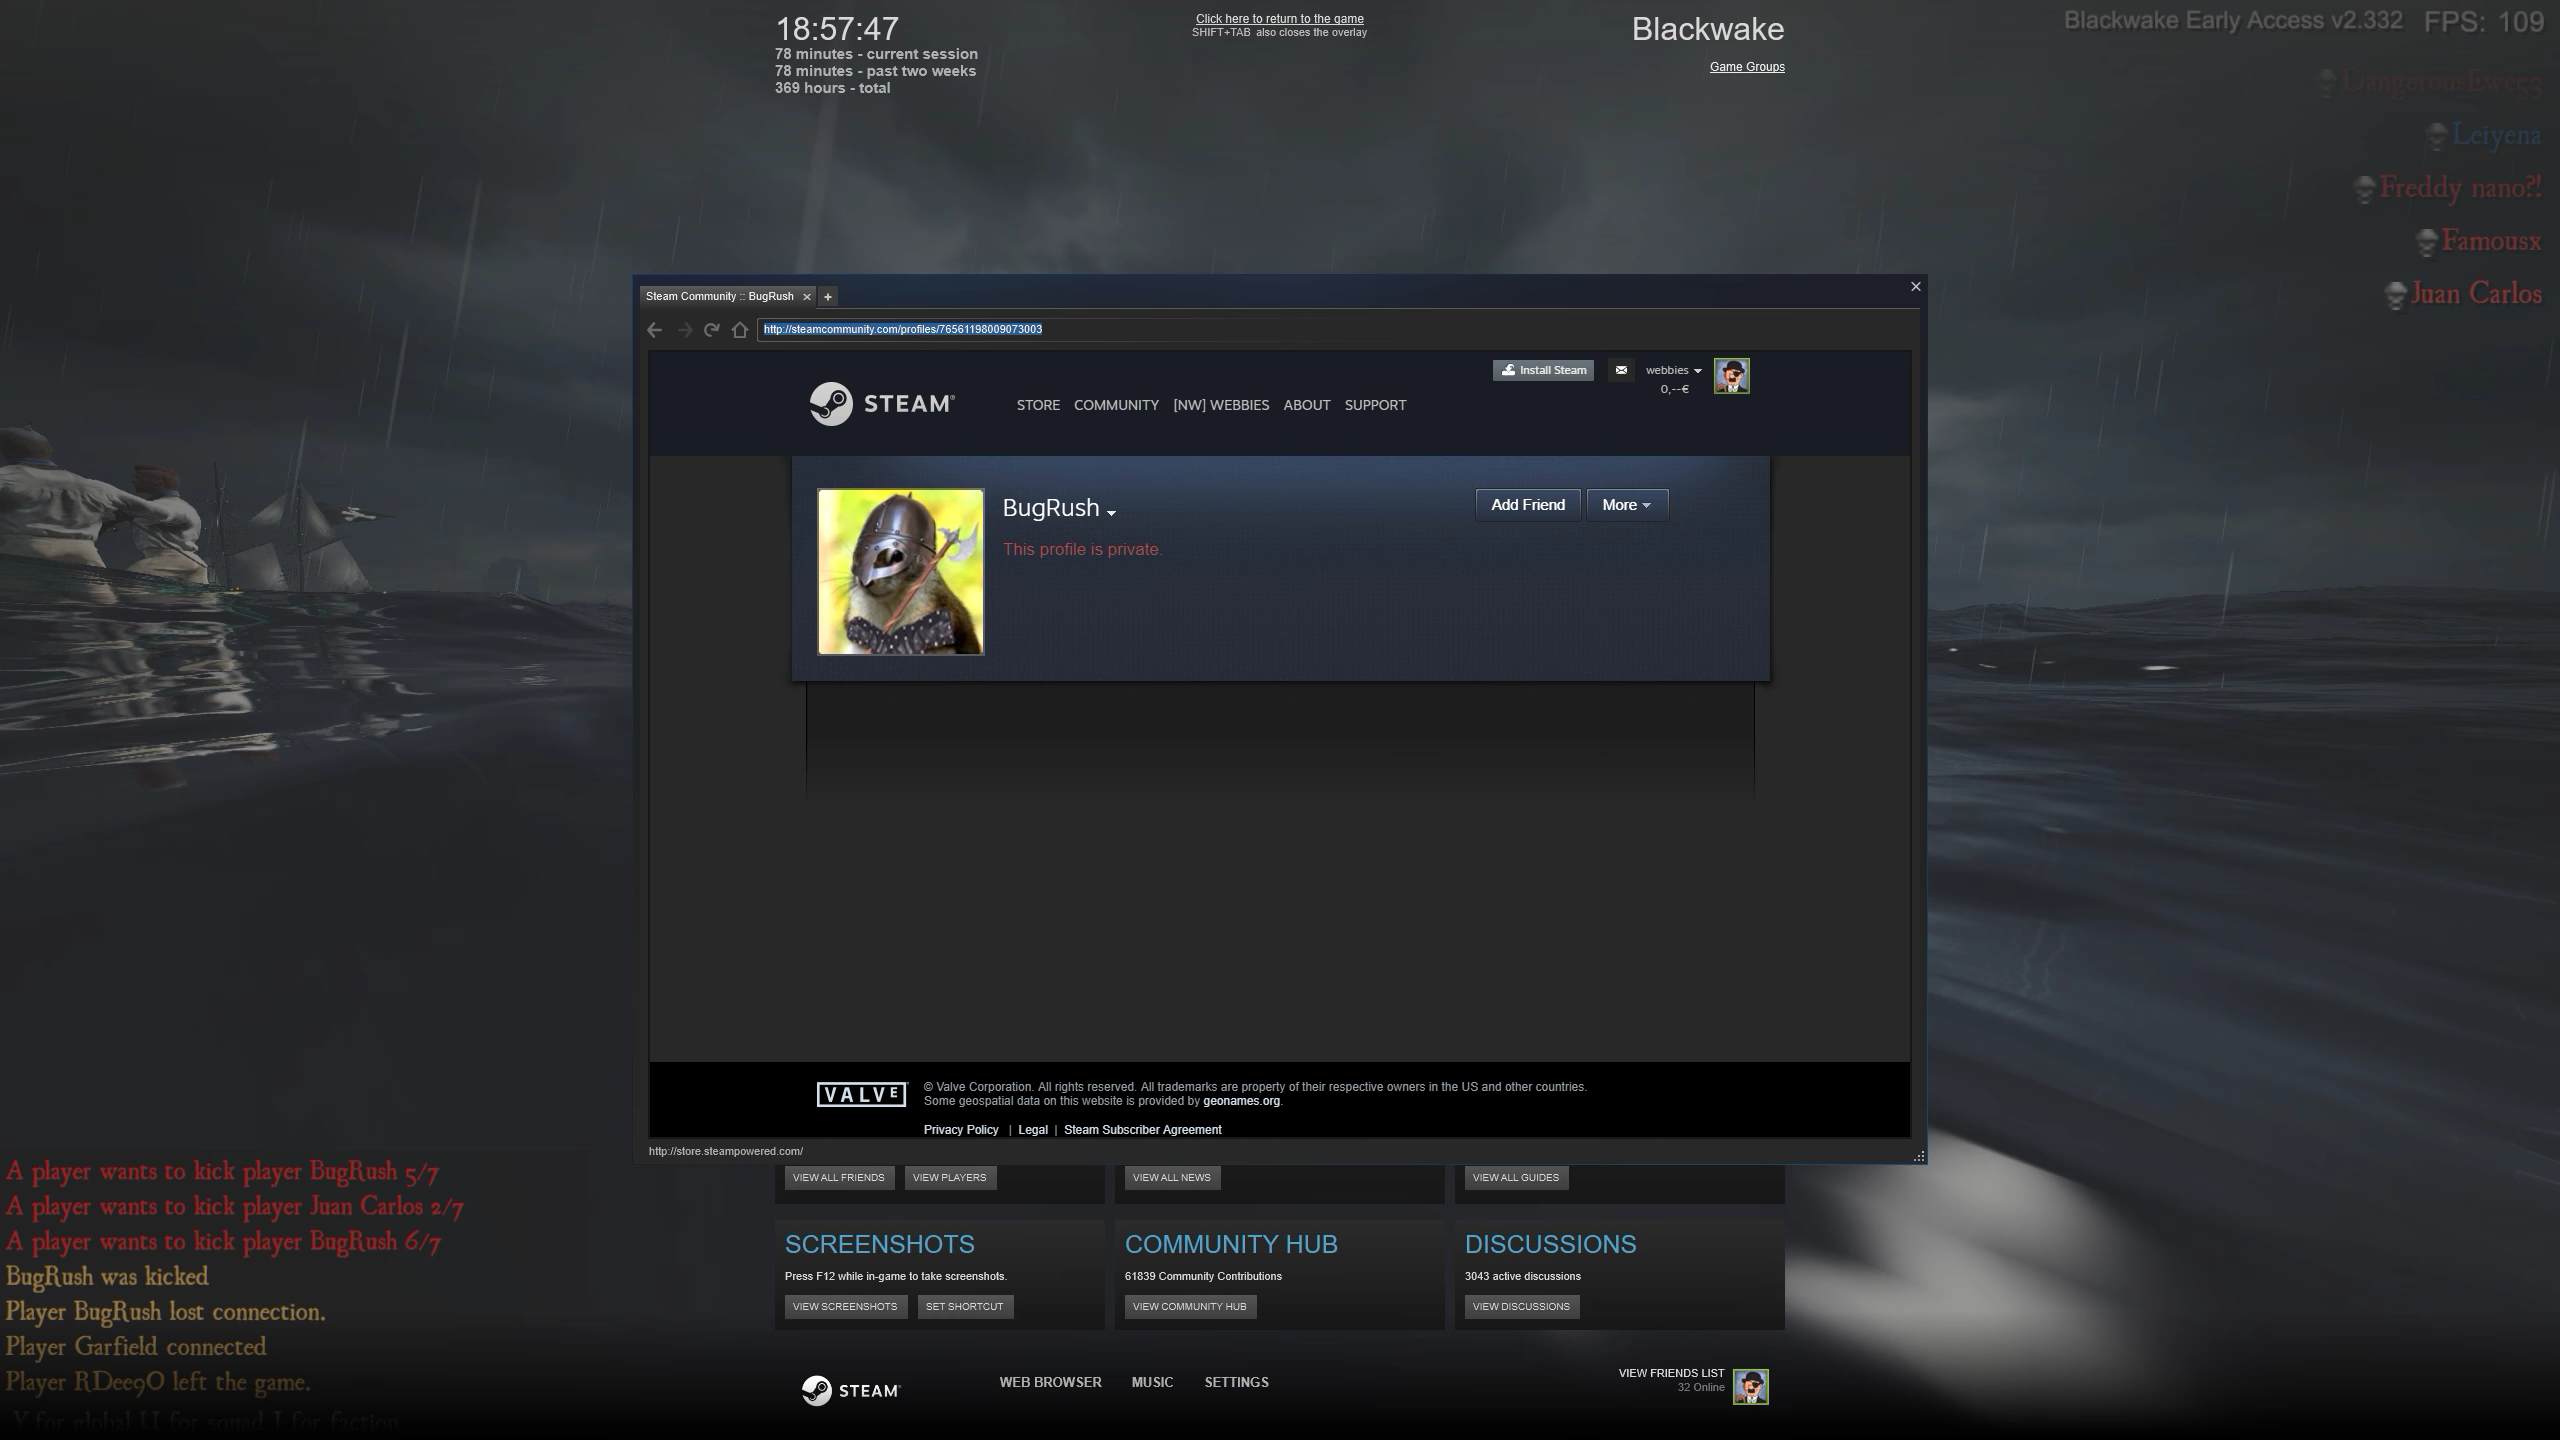 18:57:47
78 minutes - current session
78 minutes - past two weeks
369 hours - total
Click here to return to the game
SHIFT+TAB also closes the overlay
Blackwake
Game Groups
Blackwake Early Access v2.332 FPS: 109
DangerousEwe53
Leiyena
Freddy nano?!
Famousx
Juan Carlos
Steam Community :: BugRush
http://steamcommunity.com/profiles/76561198009073003
Install Steam
webbies
0,--€
STEAM®
STORE COMMUNITY [NW] WEBBIES ABOUT SUPPORT
BugRush
Add Friend
More
This profile is private.
VALVE
© Valve Corporation. All rights reserved. All trademarks are property of their respective owners in the US and other countries.
Some geospatial data on this website is provided by geonames.org.
Privacy Policy | Legal | Steam Subscriber Agreement
http://store.steampowered.com/
VIEW ALL FRIENDS VIEW PLAYERS
VIEW ALL NEWS
VIEW ALL GUIDES
SCREENSHOTS
Press F12 while in-game to take screenshots.
VIEW SCREENSHOTS SET SHORTCUT
COMMUNITY HUB
61839 Community Contributions
VIEW COMMUNITY HUB
DISCUSSIONS
3043 active discussions
VIEW DISCUSSIONS
A player wants to kick player BugRush 5/7
A player wants to kick player Juan Carlos 2/7
A player wants to kick player BugRush 6/7
BugRush was kicked
Player BugRush lost connection.
Player Garfield connected
Player RDee90 left the game.
Y for global U for squad I for faction
STEAM®
WEB BROWSER MUSIC SETTINGS
VIEW FRIENDS LIST
32 Online